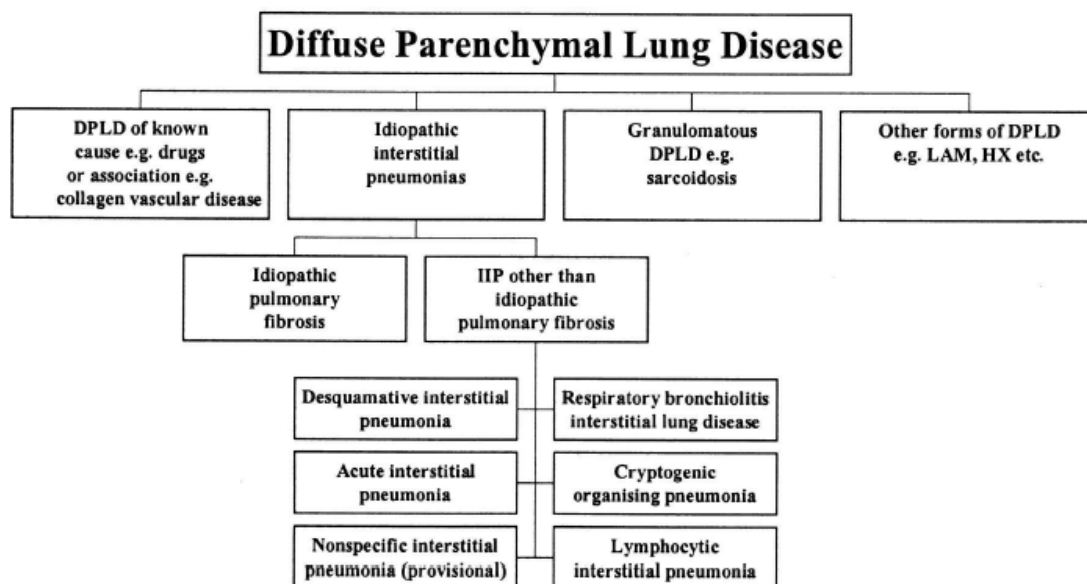 Diffuse Parenchymal Lung Disease
DPLD of known
cause e.g. drugs
or association e.g.
collagen vascular disease
Idiopathic
interstitial
pneumonias
Granulomatous
DPLD e.g.
sarcoidosis
Other forms of DPLD
e.g. LAM, HX etc.
Idiopathic
pulmonary
fibrosis
IIP other than
idiopathic
pulmonary fibrosis
Desquamative interstitial
pneumonia
Respiratory bronchiolitis
interstitial lung disease
Acute interstitial
pneumonia
Cryptogenic
organising pneumonia
Nonspecific interstitial
pneumonia (provisional)
Lymphocytic
interstitial pneumonia